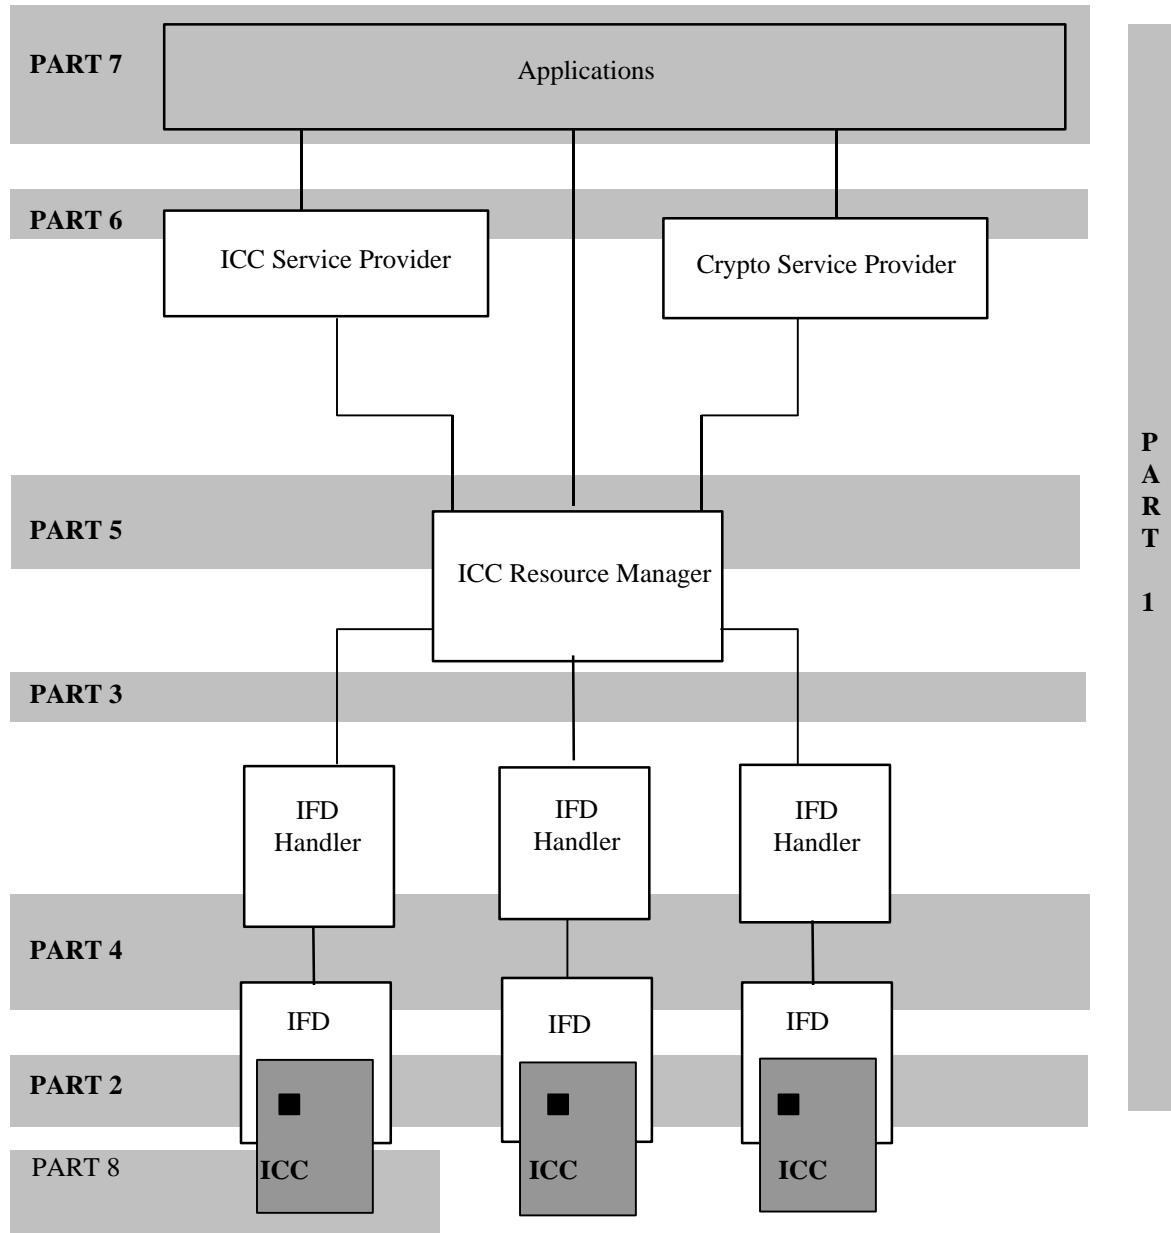 PART 7
Applications
PART 6
ICC Service Provider
Crypto Service Provider
P
A
R
T
1
PART 5
ICC Resource Manager
PART 3
IFD
Handler
IFD
Handler
IFD
Handler
PART 4
IFD
IFD
IFD
PART 2
PART 8
ICC
ICC
ICC